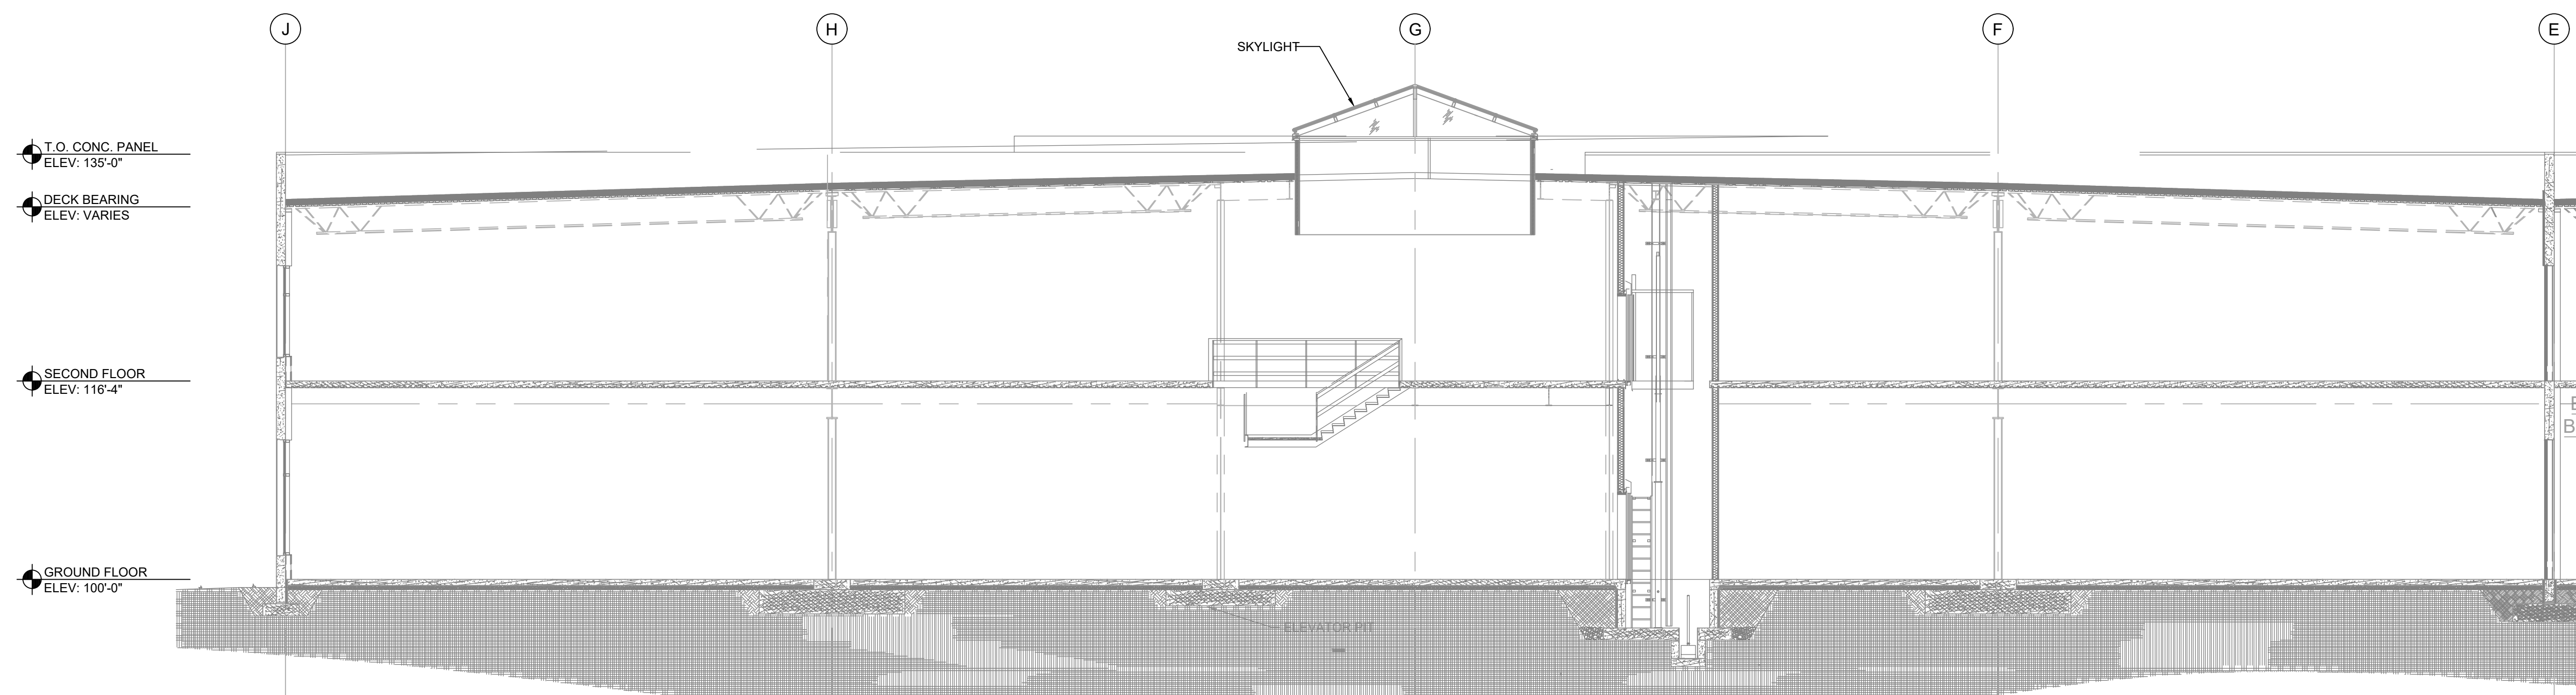 J
H
G
F
E
SKYLIGHT
T.O. CONC. PANEL
ELEV: 135'-0"
DECK BEARING
ELEV: VARIES
SECOND FLOOR
ELEV: 116'-4"
GROUND FLOOR
ELEV: 100'-0"
ELEVATOR PIT
B